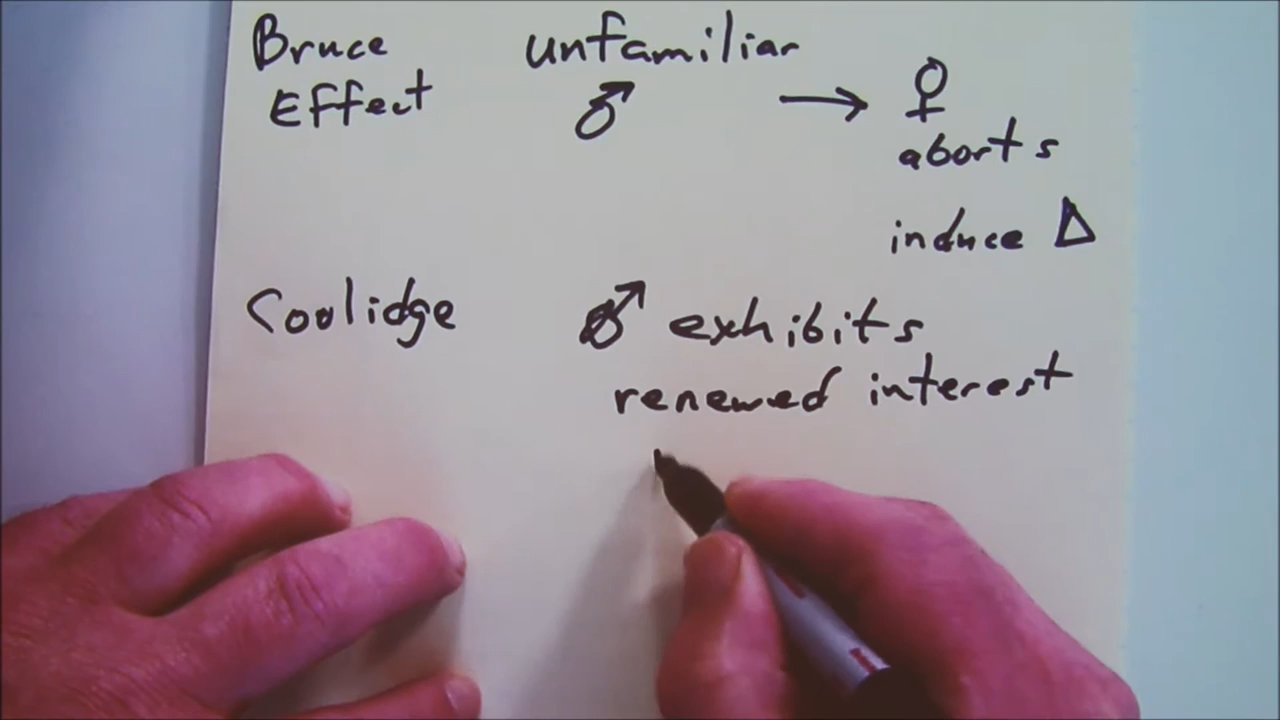 Bruce
Effect
unfamiliar
♂ → ♀
aborts
induce Δ
Coolidge
♂ exhibits
renewed interest